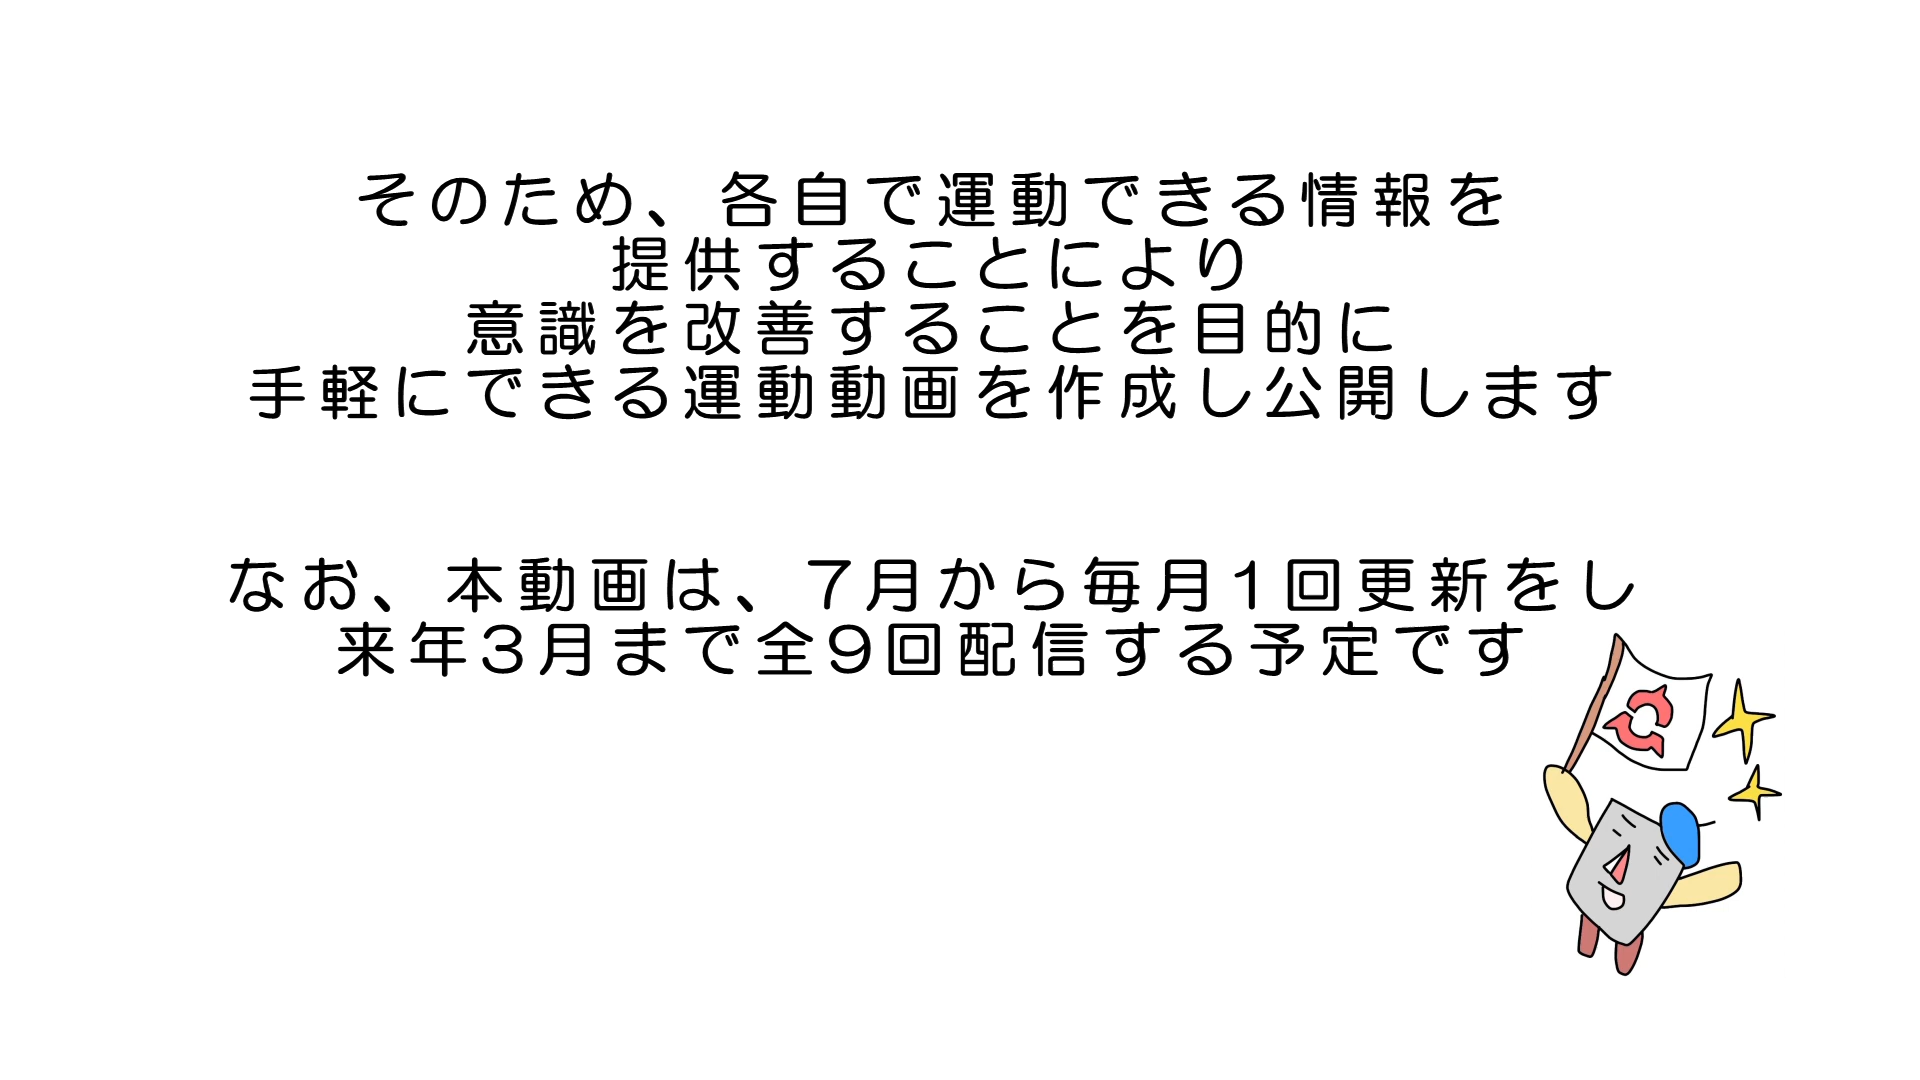 そのため、各自で運動できる情報を
提供することにより
意識を改善することを目的に
手軽にできる運動動画を作成し公開します
なお、本動画は、7月から毎月1回更新をし
来年3月まで全9回配信する予定です